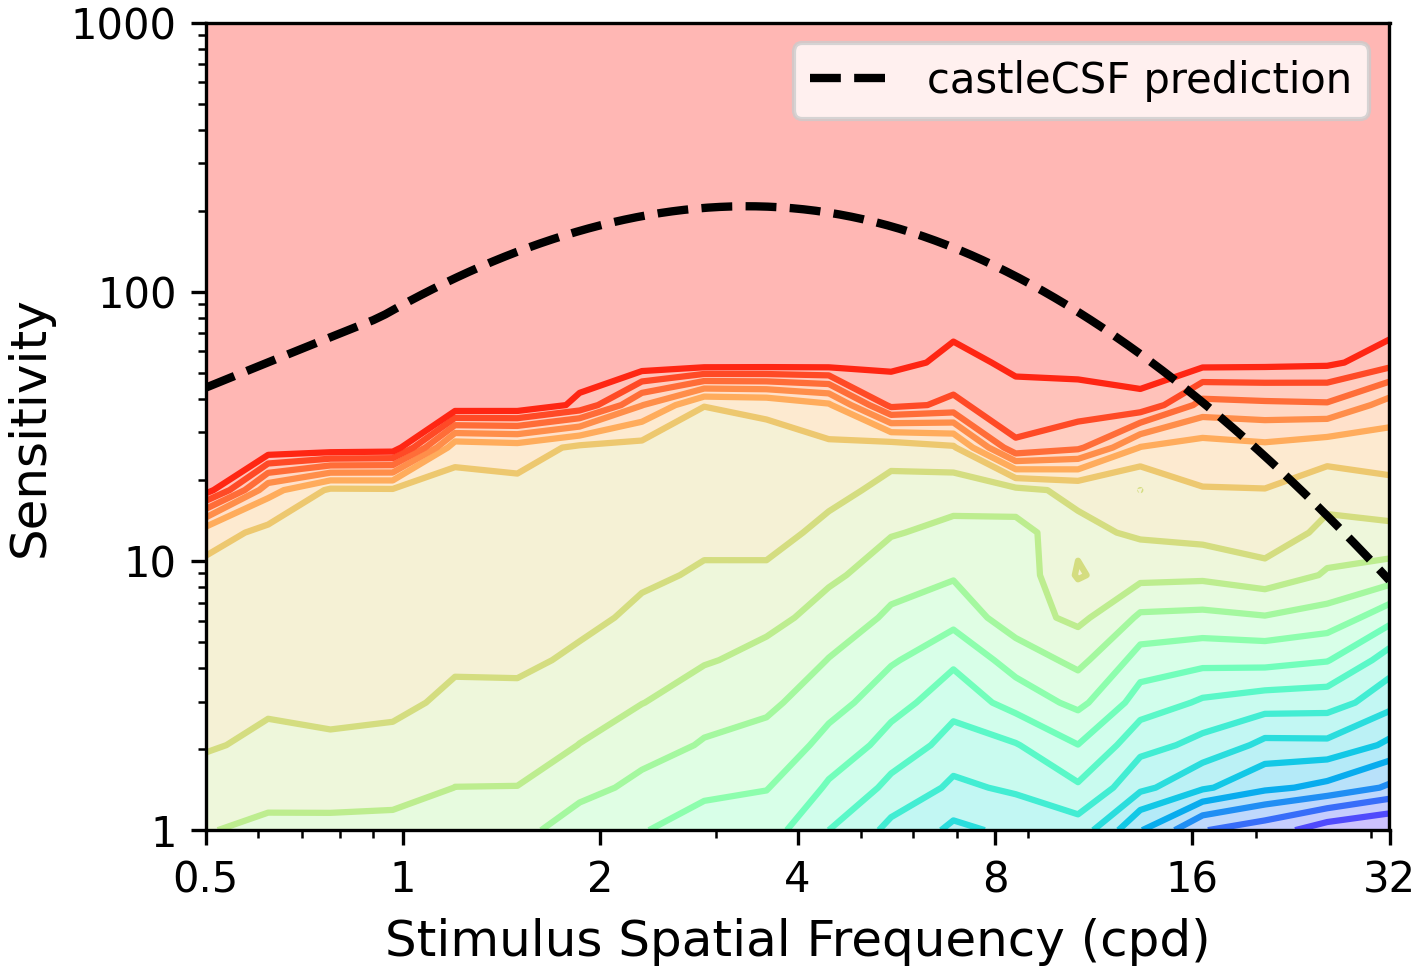 1000
castleCSF prediction
100
Sensitivity
10
1
0.5 1 2 4 8 16 32
Stimulus Spatial Frequency (cpd)